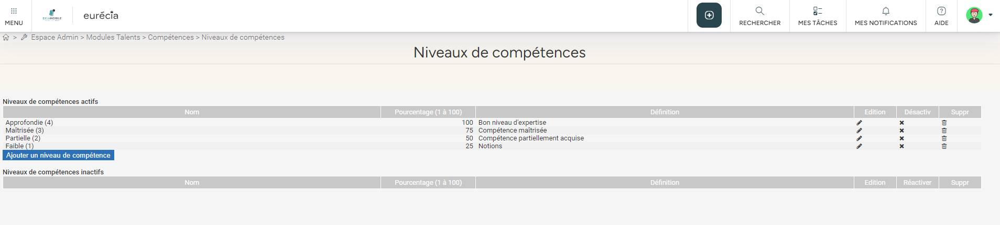 MENU
DEJAMOBILE
eurécia
RECHERCHER
MES TÂCHES
MES NOTIFICATIONS
AIDE
> Espace Admin > Modules Talents > Compétences > Niveaux de compétences
Niveaux de compétences
Niveaux de compétences actifs
Nom Pourcentage (1 à 100) Définition Edition Désactiv Suppr
Approfondie (4) 100 Bon niveau d'expertise
Maîtrisée (3) 75 Compétence maîtrisée
Partielle (2) 50 Compétence partiellement acquise
Faible (1) 25 Notions
Ajouter un niveau de compétence
Niveaux de compétences inactifs
Nom Pourcentage (1 à 100) Définition Edition Réactiver Suppr